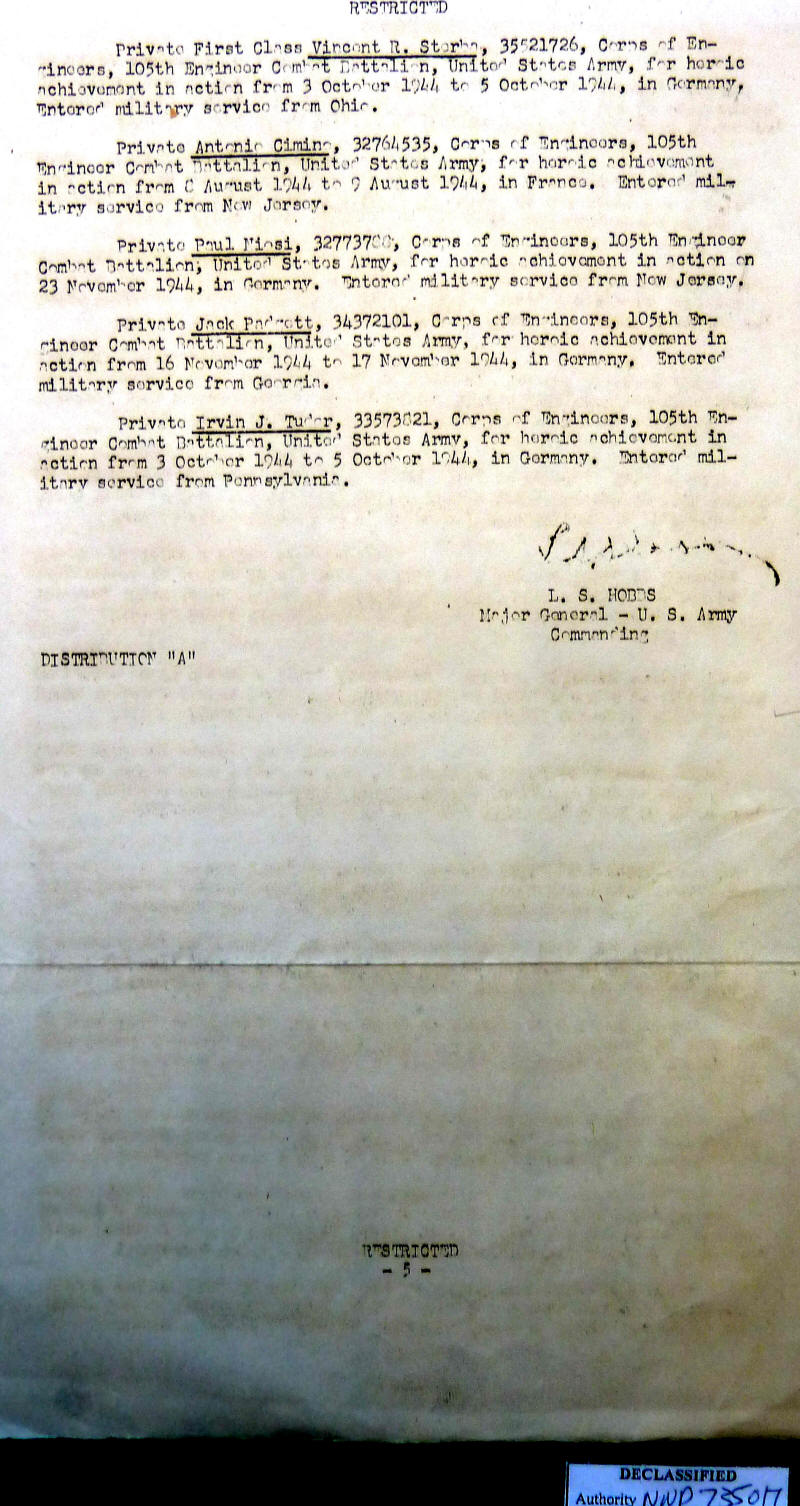 RESTRICTED
Private First Class Vincent R. Storba, 35521726, Corps of En-
gineers, 105th Engineer Combat Battalion, United States Army, for heroic
achievement in action from 3 October 1944 to 5 October 1944, in Germany,
Entered military service from Ohio.
Private Antonio Cimino, 32764535, Corps of Engineers, 105th
Engineer Combat Battalion, United States Army, for heroic achievement
in action from 8 August 1944 to 9 August 1944, in France. Entered mil-
itary service from New Jersey.
Private Paul 327737 Corps of Engineers, 105th Engineer
Combat Battalion, United States Army, for heroic achievement in action on
23 November 1944, in Germany. Entered military service from New Jersey.
Private Jack Padgett, 34372101, Corps of Engineers, 105th En-
gineer Combat Battalion, United States Army, for heroic achievement in
action from 16 November 1944 to 17 November 1944, in Germany. Entered
military service from Georgia.
Private Irvin J. Tudor, 33573821, Corps of Engineers, 105th En-
gineer Combat Battalion, United States Army, for heroic achievement in
action from 3 October 1944 to 5 October 1944, in Germany. Entered mil-
itary service from Pennsylvania.
L. S. HOBBS
Major General - U. S. Army
Commanding
DISTRIBUTION "A"
RESTRICTED
- 5 -
DECLASSIFIED
Authority NND 735017